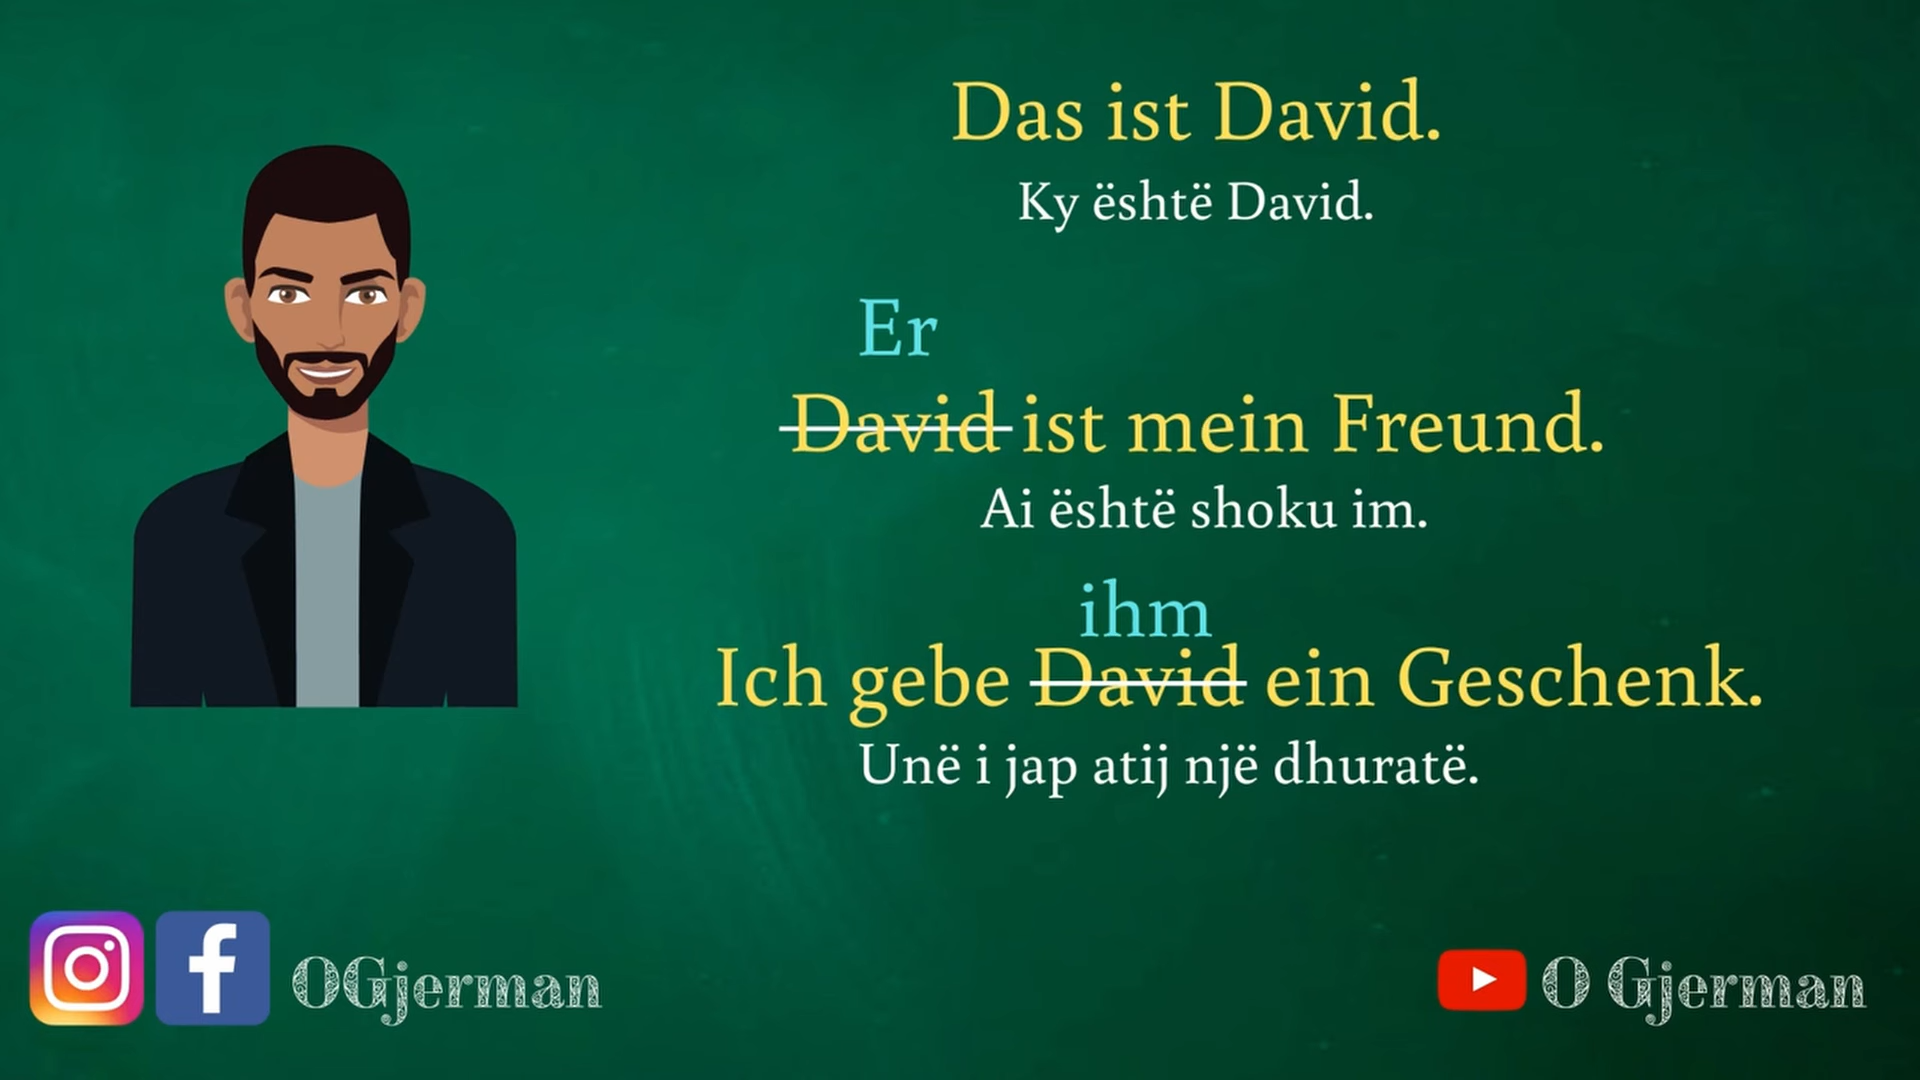 Das ist David.
Ky është David.
Er
David ist mein Freund.
Ai është shoku im.
ihm
Ich gebe David ein Geschenk.
Unë i jap atij një dhuratë.
OGjerman
O Gjerman